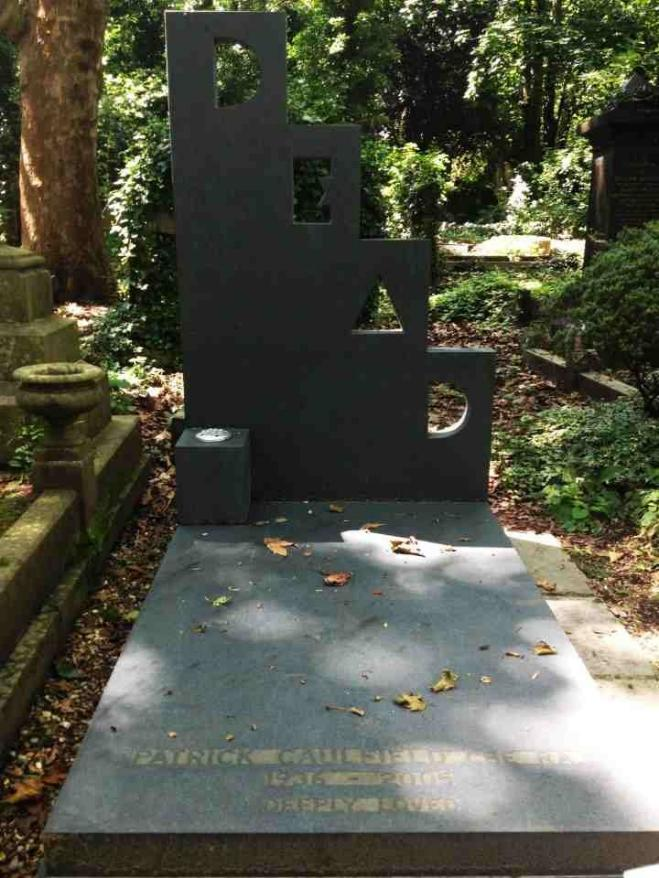 D
E
A
D
PATRICK CAULFIELD CBE RA
1936 - 2005
DEEPLY LOVED